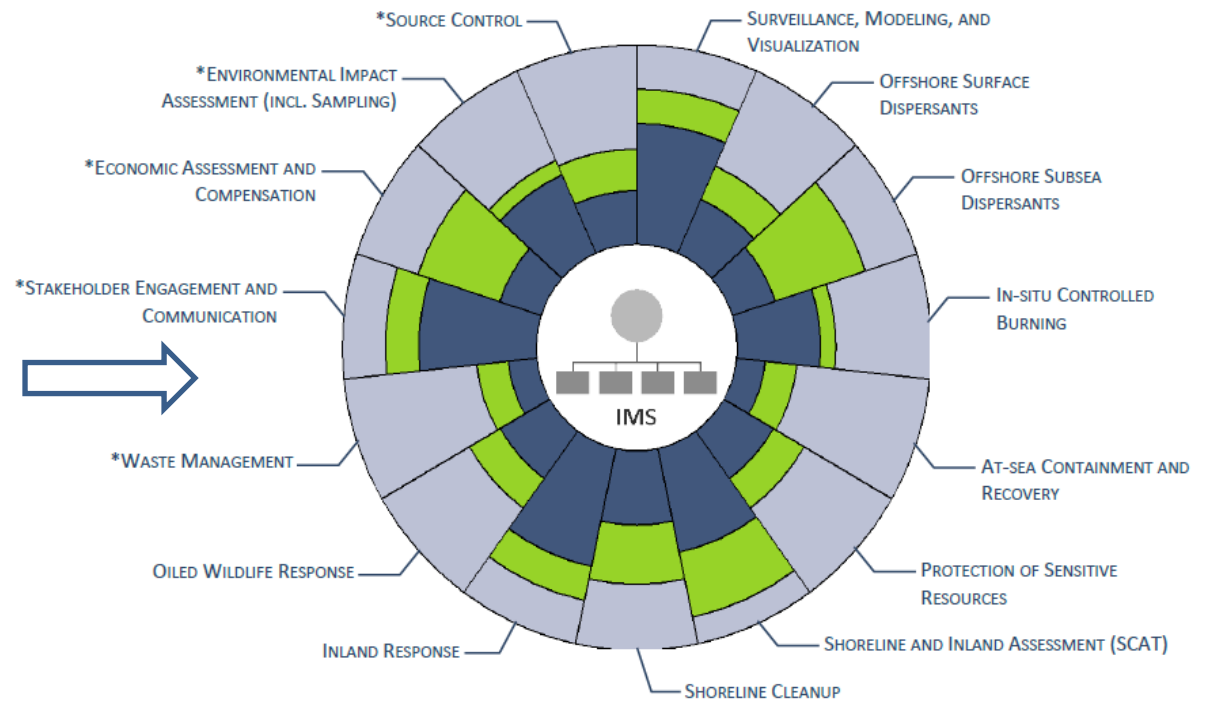 *SOURCE CONTROL
SURVEILLANCE, MODELING, AND
VISUALIZATION
*ENVIRONMENTAL IMPACT
ASSESSMENT (INCL. SAMPLING)
OFFSHORE SURFACE
DISPERSANTS
*ECONOMIC ASSESSMENT AND
COMPENSATION
OFFSHORE SUBSEA
DISPERSANTS
*STAKEHOLDER ENGAGEMENT AND
COMMUNICATION
IN-SITU CONTROLLED
BURNING
IMS
*WASTE MANAGEMENT
AT-SEA CONTAINMENT AND
RECOVERY
OILED WILDLIFE RESPONSE
PROTECTION OF SENSITIVE
RESOURCES
INLAND RESPONSE
SHORELINE AND INLAND ASSESSMENT (SCAT)
SHORELINE CLEANUP